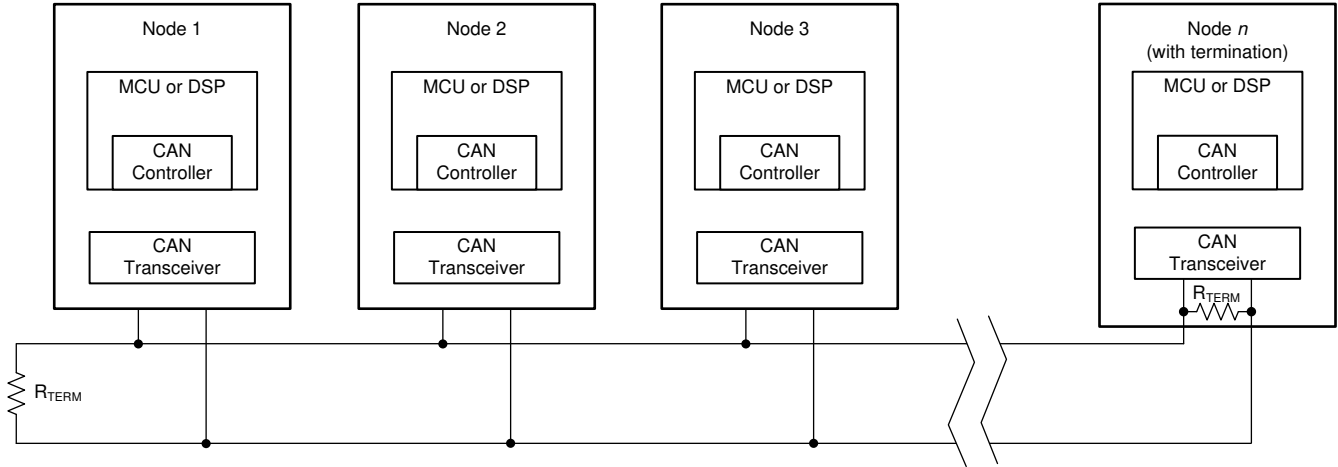 Node 1
MCU or DSP
CAN
Controller
CAN
Transceiver
Node 2
MCU or DSP
CAN
Controller
CAN
Transceiver
Node 3
MCU or DSP
CAN
Controller
CAN
Transceiver
Node n
(with termination)
MCU or DSP
CAN
Controller
CAN
Transceiver
RTERM
RTERM